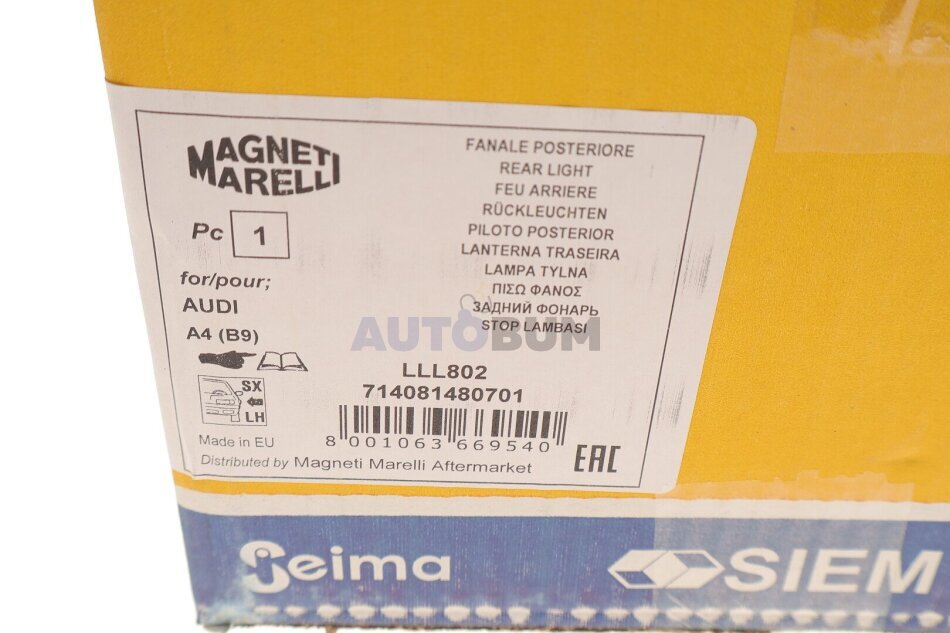 MAGNETI
MARELLI
Pc 1
for/pour;
AUDI
A4 (B9)
SX
LH
Made in EU
Distributed by Magneti Marelli Aftermarket
FANALE POSTERIORE
REAR LIGHT
FEU ARRIERE
RÜCKLEUCHTEN
PILOTO POSTERIOR
LANTERNA TRASEIRA
LAMPA TYLNA
ΠΙΣΩ ΦΑΝΟΣ
ЗАДНИЙ ФОНАРЬ
STOP LAMBASI
AUTOBUM
LLL802
714081480701
8 001063 669540
EAC
Seima
SIEM